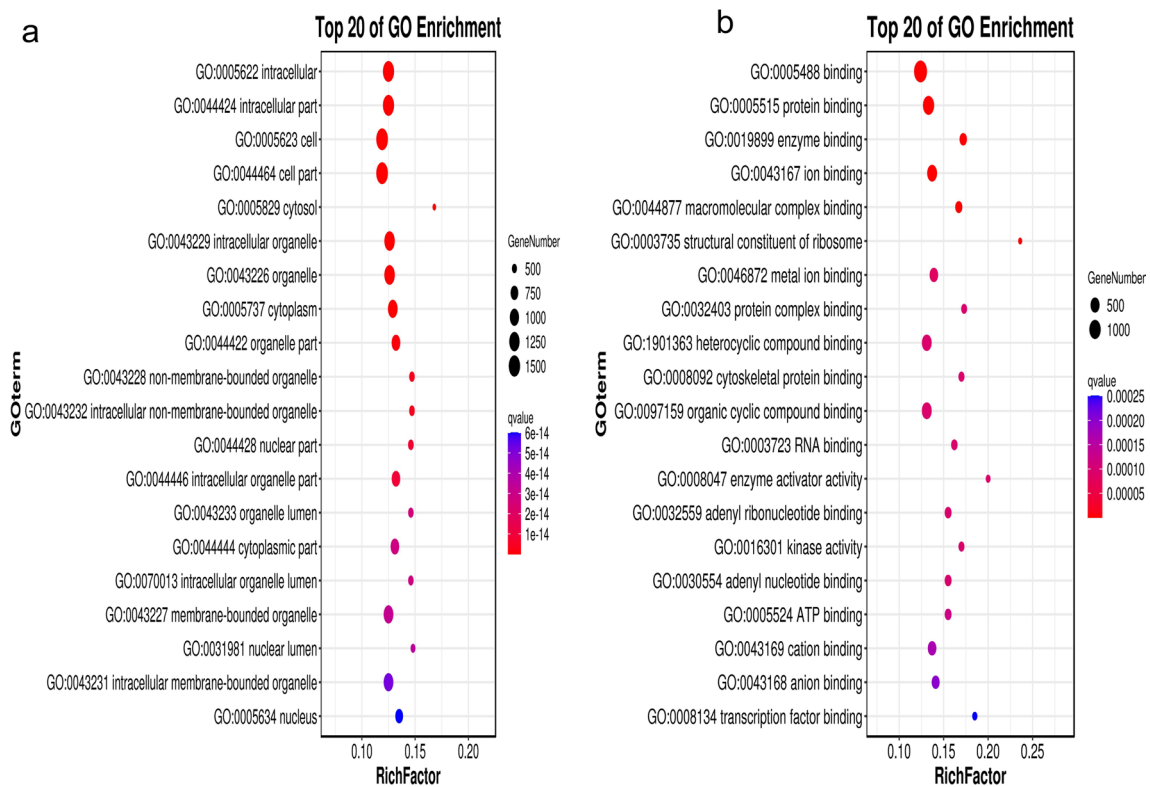 a
Top 20 of GO Enrichment
GOterm
GO:0005622 intracellular
GO:0044424 intracellular part
GO:0005623 cell
GO:0044464 cell part
GO:0005829 cytosol
GO:0043229 intracellular organelle
GO:0043226 organelle
GO:0005737 cytoplasm
GO:0044422 organelle part
GO:0043228 non-membrane-bounded organelle
GO:0043232 intracellular non-membrane-bounded organelle
GO:0044428 nuclear part
GO:0044446 intracellular organelle part
GO:0043233 organelle lumen
GO:0044444 cytoplasmic part
GO:0070013 intracellular organelle lumen
GO:0043227 membrane-bounded organelle
GO:0031981 nuclear lumen
GO:0043231 intracellular membrane-bounded organelle
GO:0005634 nucleus
0.10 0.15 0.20
RichFactor
GeneNumber
500
750
1000
1250
1500
qvalue
6e-14
5e-14
4e-14
3e-14
2e-14
1e-14
b
Top 20 of GO Enrichment
GOterm
GO:0005488 binding
GO:0005515 protein binding
GO:0019899 enzyme binding
GO:0043167 ion binding
GO:0044877 macromolecular complex binding
GO:0003735 structural constituent of ribosome
GO:0046872 metal ion binding
GO:0032403 protein complex binding
GO:1901363 heterocyclic compound binding
GO:0008092 cytoskeletal protein binding
GO:0097159 organic cyclic compound binding
GO:0003723 RNA binding
GO:0008047 enzyme activator activity
GO:0032559 adenyl ribonucleotide binding
GO:0016301 kinase activity
GO:0030554 adenyl nucleotide binding
GO:0005524 ATP binding
GO:0043169 cation binding
GO:0043168 anion binding
GO:0008134 transcription factor binding
0.10 0.15 0.20 0.25
RichFactor
GeneNumber
500
1000
qvalue
0.00025
0.00020
0.00015
0.00010
0.00005